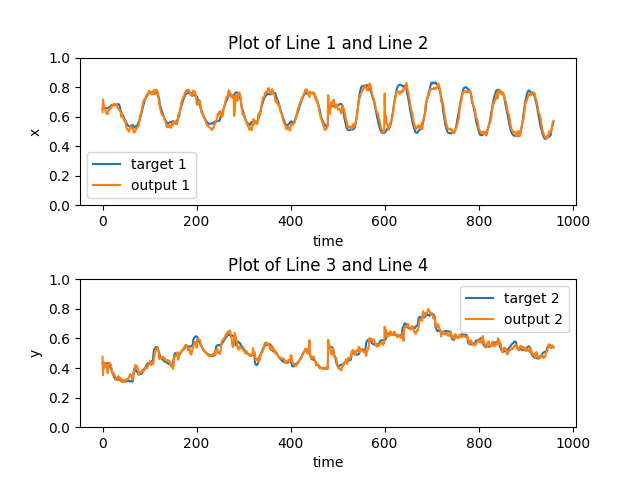 Plot of Line 1 and Line 2
1.0
0.8
0.6
0.4
0.2
0.0
x
target 1
output 1
0 200 400 600 800 1000
time
Plot of Line 3 and Line 4
1.0
0.8
0.6
0.4
0.2
0.0
y
target 2
output 2
0 200 400 600 800 1000
time